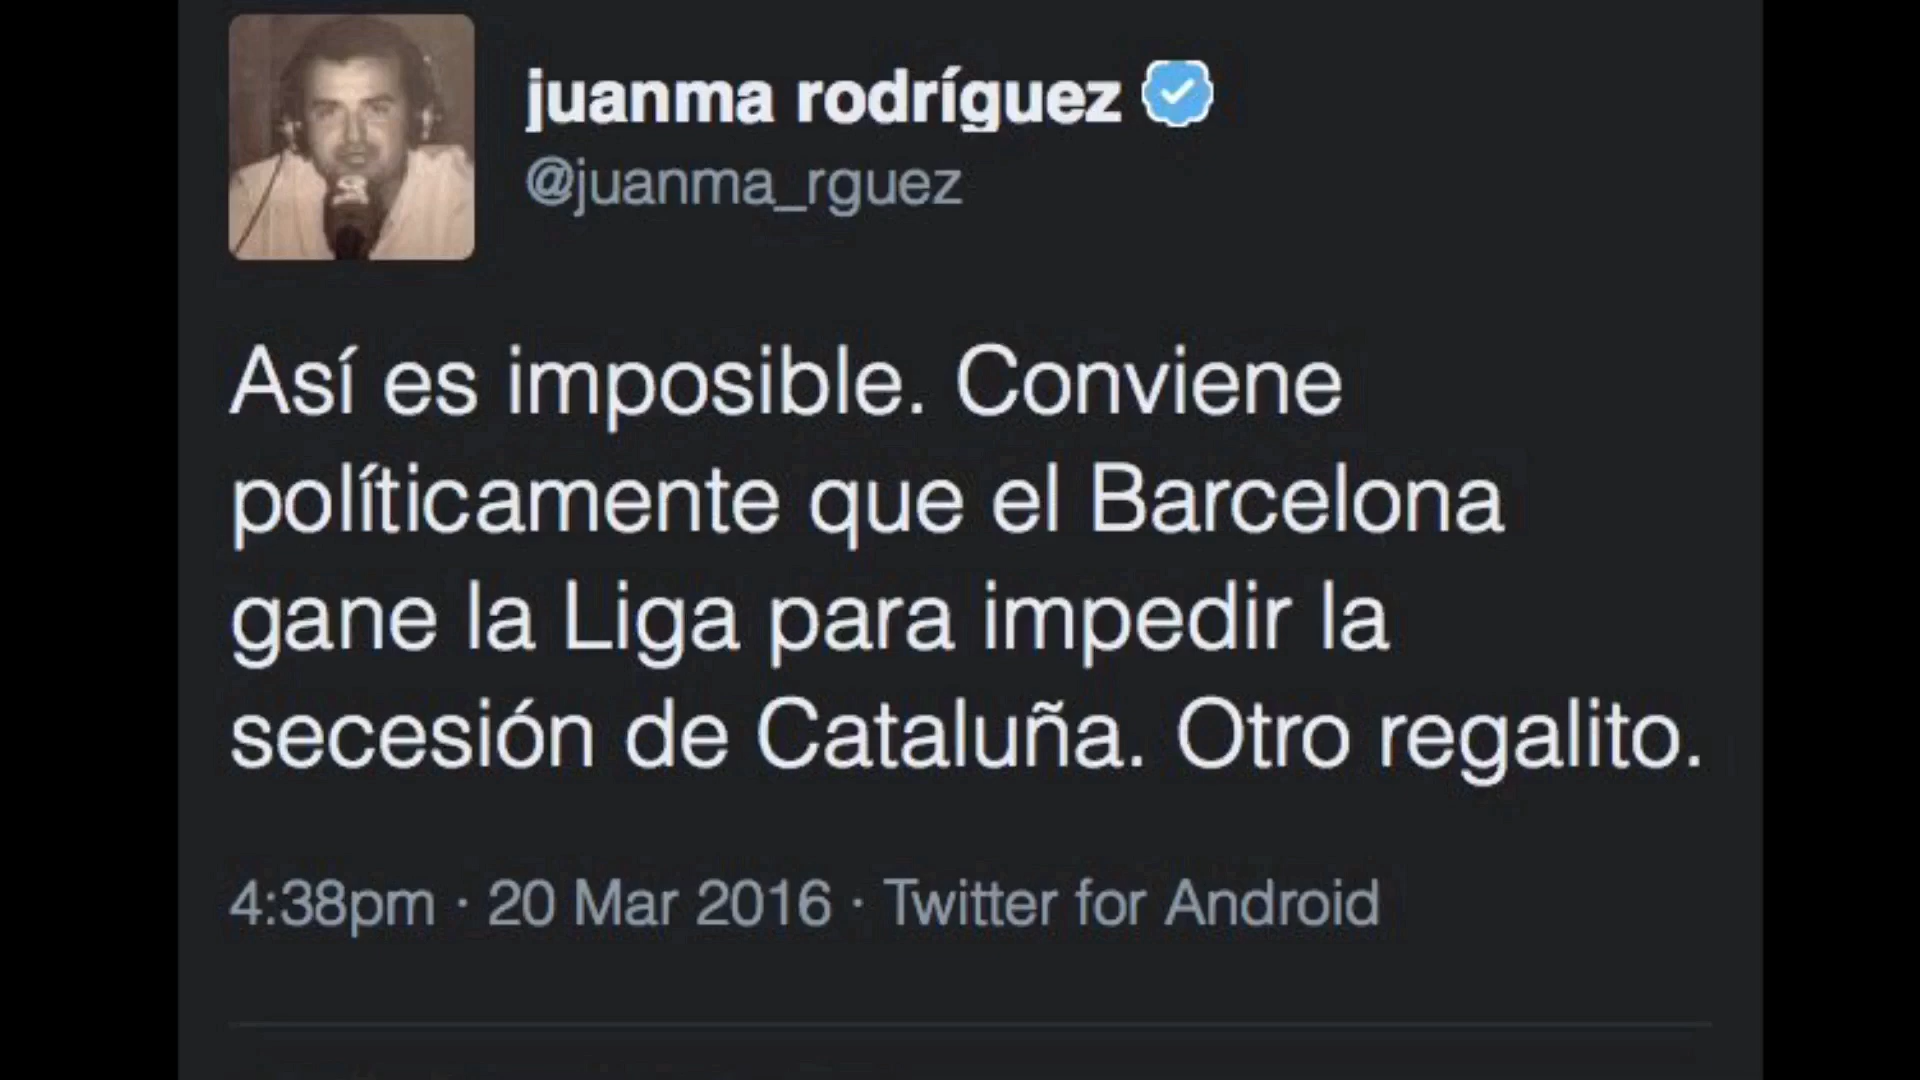 juanma rodríguez
@juanma_rguez
Así es imposible. Conviene
políticamente que el Barcelona
gane la Liga para impedir la
secesión de Cataluña. Otro regalito.
4:38pm · 20 Mar 2016 · Twitter for Android